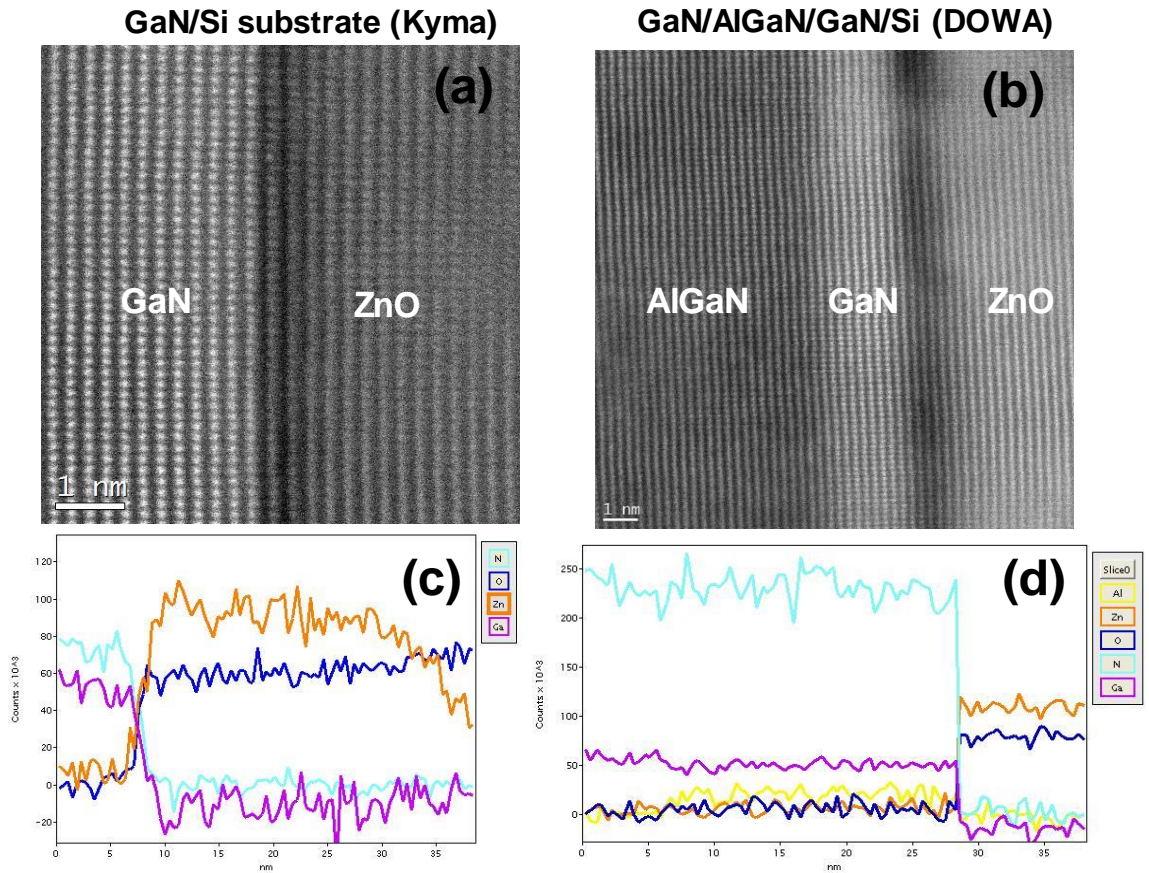 GaN/Si substrate (Kyma)
GaN/AlGaN/GaN/Si (DOWA)
(a)
GaN
ZnO
1 nm
(b)
AlGaN
GaN
ZnO
1 nm
(c)
120
100
80
60
40
20
0
-20
Counts x 10^3
0
5
10
15
20
25
30
35
nm
N
O
Zn
Ga
(d)
250
200
150
100
50
0
Counts x 10^3
0
5
10
15
20
25
30
35
nm
Slice0
Al
Zn
O
N
Ga